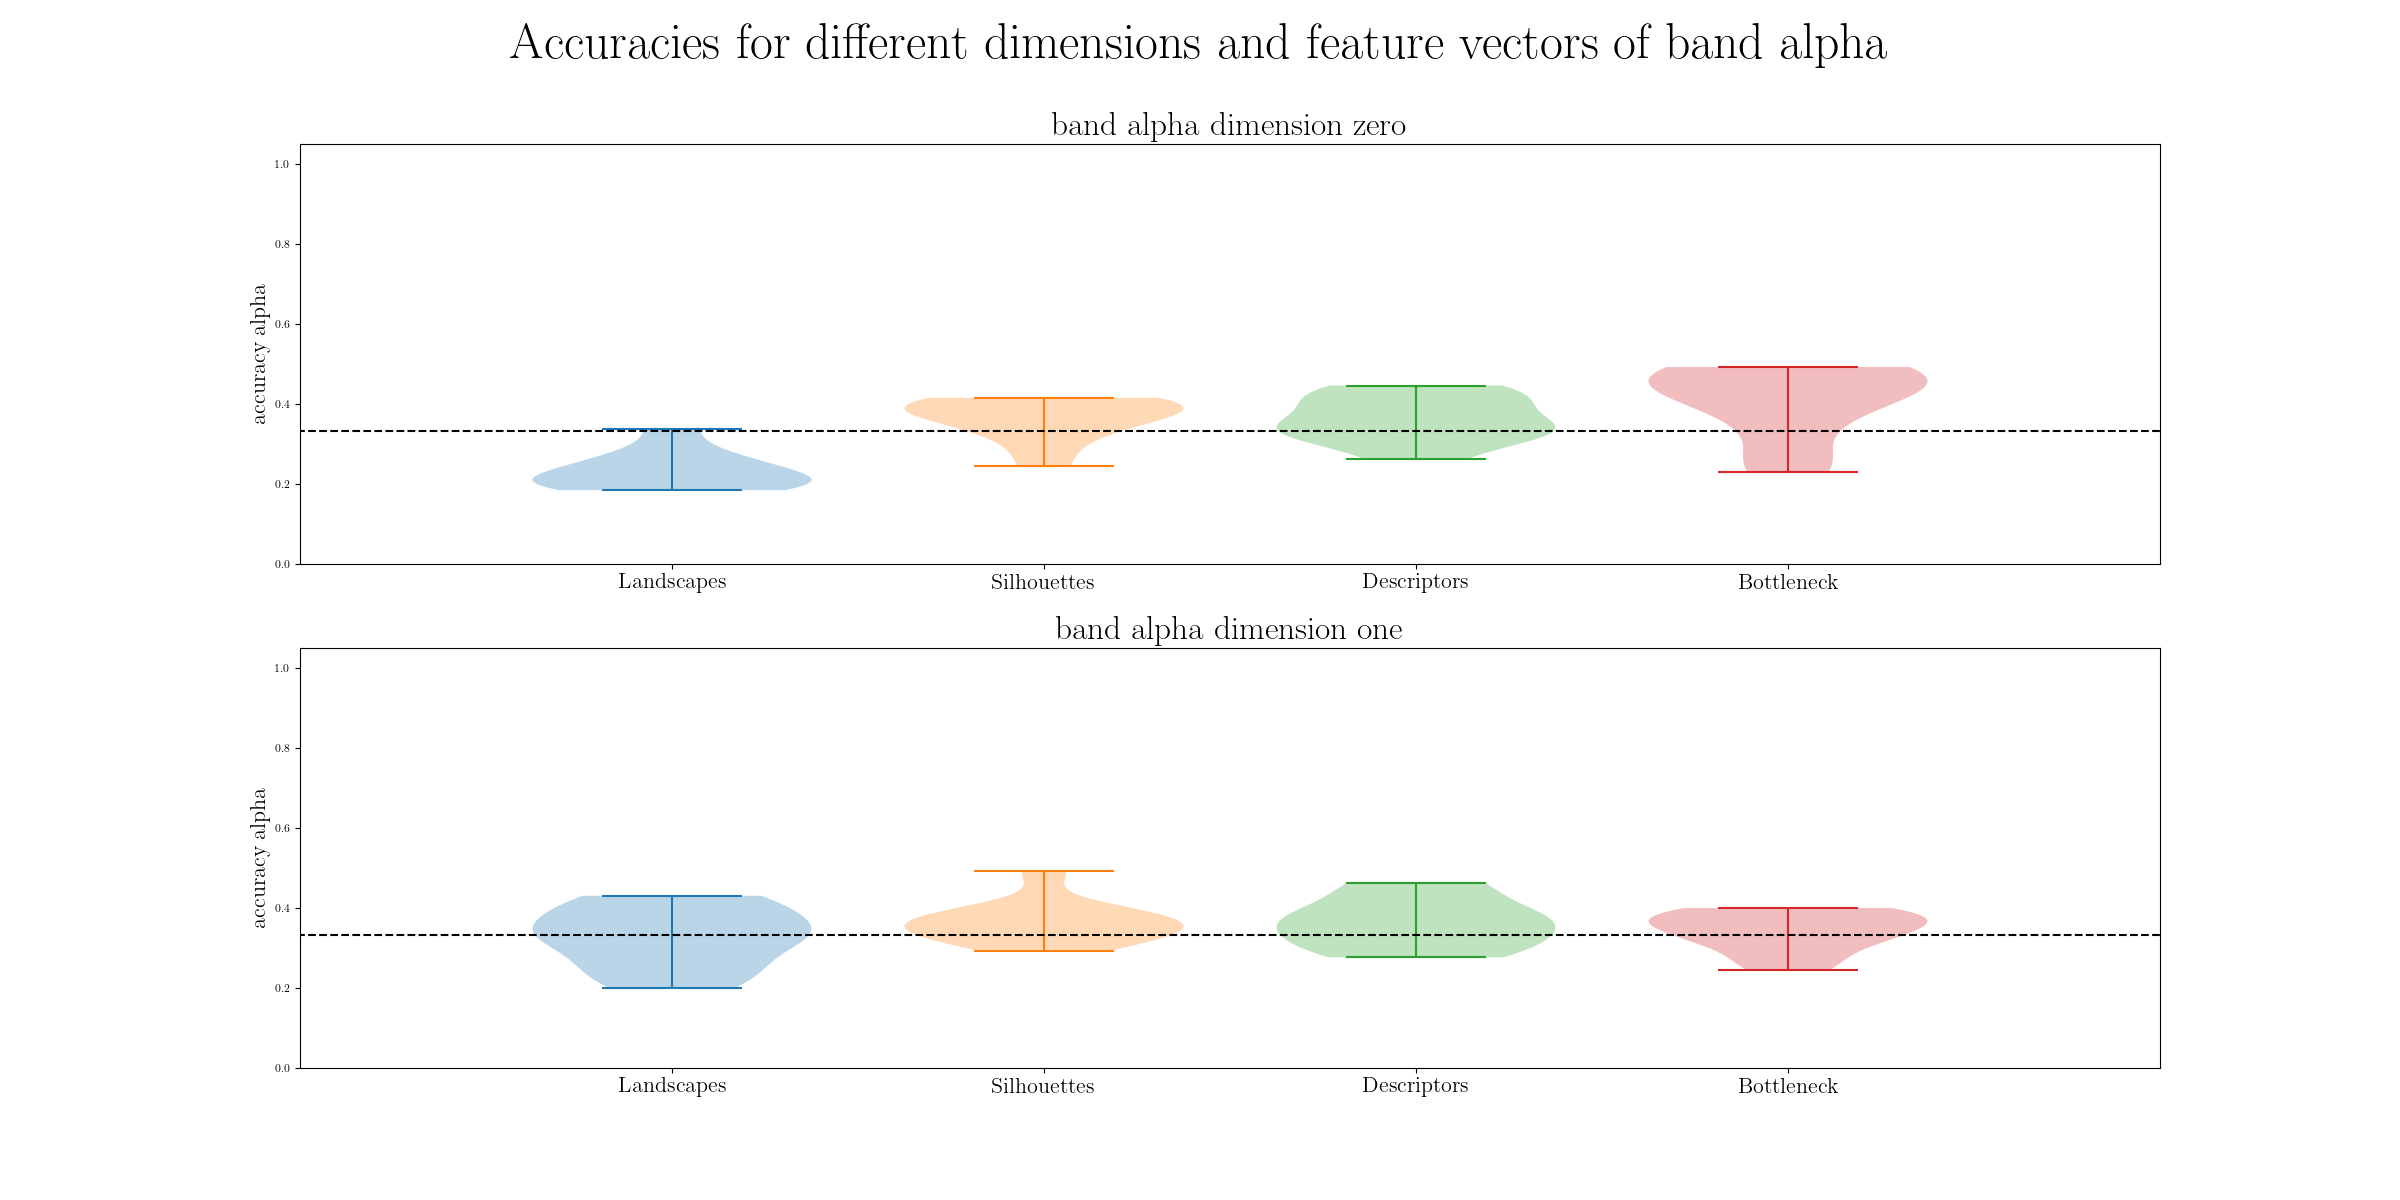 Accuracies for different dimensions and feature vectors of band alpha
band alpha dimension zero
1.0
0.8
0.6
0.4
0.2
0.0
accuracy alpha
Landscapes Silhouettes Descriptors Bottleneck
band alpha dimension one
1.0
0.8
0.6
0.4
0.2
0.0
accuracy alpha
Landscapes Silhouettes Descriptors Bottleneck